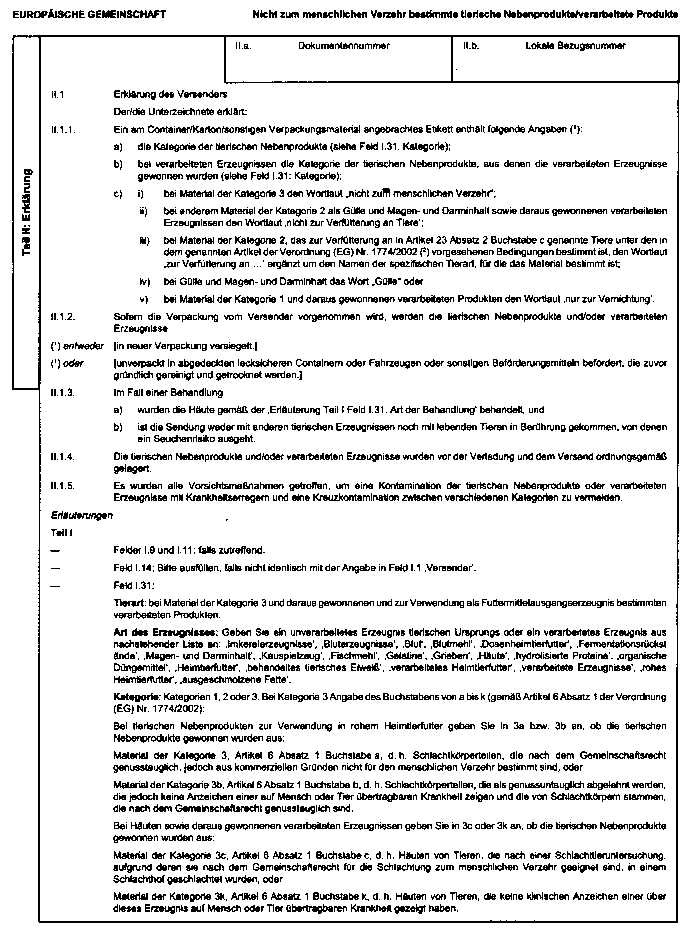 EUROPÄISCHE GEMEINSCHAFT Nicht zum menschlichen Verzehr bestimmte tierische Nebenprodukte/verarbeitete Produkte
II.a. Dokumentennummer II.b. Lokale Bezugsnummer
Teil II: Erklärung
II.1 Erklärung des Versenders
Der/die Unterzeichnete erklärt:
II.1.1. Ein am Container/Karton/sonstigen Verpackungsmaterial angebrachtes Etikett enthält folgende Angaben (¹):
a) die Kategorie der tierischen Nebenprodukte (siehe Feld I.31. Kategorie);
b) bei verarbeiteten Erzeugnissen die Kategorie der tierischen Nebenprodukte, aus denen die verarbeiteten Erzeugnisse
gewonnen wurden (siehe Feld I.31: Kategorie);
c) i) bei Material der Kategorie 3 den Wortlaut „nicht zum menschlichen Verzehr“;
ii) bei anderem Material der Kategorie 2 als Gülle und Magen- und Darminhalt sowie daraus gewonnenen verarbeiteten
Erzeugnissen den Wortlaut ‚nicht zur Verfütterung an Tiere‘;
iii) bei Material der Kategorie 2, das zur Verfütterung an in Artikel 23 Absatz 2 Buchstabe c genannte Tiere unter den in
dem genannten Artikel der Verordnung (EG) Nr. 1774/2002 (²) vorgesehenen Bedingungen bestimmt ist, den Wortlaut
‚zur Verfütterung an …‘ ergänzt um den Namen der spezifischen Tierart, für die das Material bestimmt ist;
iv) bei Gülle und Magen- und Darminhalt das Wort „Gülle“ oder
v) bei Material der Kategorie 1 und daraus gewonnenen verarbeiteten Produkten den Wortlaut ‚nur zur Vernichtung‘.
II.1.2. Sofern die Verpackung vom Versender vorgenommen wird, werden die tierischen Nebenprodukte und/oder verarbeiteten
Erzeugnisse
(¹) entweder [in neuer Verpackung versiegelt.]
(¹) oder [unverpackt in abgedeckten lecksicheren Containern oder Fahrzeugen oder sonstigen Beförderungsmitteln befördert, die zuvor
gründlich gereinigt und getrocknet werden.]
II.1.3. Im Fall einer Behandlung
a) wurden die Häute gemäß der ‚Erläuterung Teil I Feld I.31. Art der Behandlung‘ behandelt, und
b) ist die Sendung weder mit anderen tierischen Erzeugnissen noch mit lebenden Tieren in Berührung gekommen, von denen
ein Seuchenrisiko ausgeht.
II.1.4. Die tierischen Nebenprodukte und/oder verarbeiteten Erzeugnisse wurden vor der Verladung und dem Versand ordnungsgemäß
gelagert.
II.1.5. Es wurden alle Vorsichtsmaßnahmen getroffen, um eine Kontamination der tierischen Nebenprodukte oder verarbeiteten
Erzeugnisse mit Krankheitserregern und eine Kreuzkontamination zwischen verschiedenen Kategorien zu vermeiden.
Erläuterungen
Teil I
— Felder I.9 und I.11: falls zutreffend.
— Feld I.14: Bitte ausfüllen, falls nicht identisch mit der Angabe in Feld I.1 ‚Versender‘.
— Feld I.31:
Tierart: bei Material der Kategorie 3 und daraus gewonnenen und zur Verwendung als Futtermittelausgangserzeugnis bestimmten
verarbeiteten Produkten.
Art des Erzeugnisses: Geben Sie ein unverarbeitetes Erzeugnis tierischen Ursprungs oder ein verarbeitetes Erzeugnis aus
nachstehender Liste an: ‚Imkereierzeugnisse‘, ‚Bluterzeugnisse‘, ‚Blut‘, ‚Blutmehl‘, ‚Dosenheimtierfutter‘, ‚Fermentationsrückst
ände‘, ‚Magen- und Darminhalt‘, ‚Kauspielzeug‘, ‚Fischmehl‘, ‚Gelatine‘, ‚Grieben‘, ‚Häute‘, ‚hydrolisierte Proteine‘, ‚organische
Düngemittel‘, ‚Heimtierfutter‘, ‚behandeltes tierisches Eiweiß‘, ‚verarbeitetes Heimtierfutter‘, ‚verarbeitete Erzeugnisse‘, ‚rohes
Heimtierfutter‘, ‚ausgeschmolzene Fette‘.
Kategorie: Kategorien 1, 2 oder 3. Bei Kategorie 3 Angabe des Buchstabens von a bis k (gemäß Artikel 6 Absatz 1 der Verordnung
(EG) Nr. 1774/2002):
Bei tierischen Nebenprodukten zur Verwendung in rohem Heimtierfutter geben Sie in 3a bzw. 3b an, ob die tierischen
Nebenprodukte gewonnen wurden aus:
Material der Kategorie 3, Artikel 6 Absatz 1 Buchstabe a, d. h. Schlachtkörperteilen, die nach dem Gemeinschaftsrecht
genusstauglich, jedoch aus kommerziellen Gründen nicht für den menschlichen Verzehr bestimmt sind, oder
Material der Kategorie 3b, Artikel 6 Absatz 1 Buchstabe b, d. h. Schlachtkörperteilen, die als genussuntauglich abgelehnt werden,
die jedoch keine Anzeichen einer auf Mensch oder Tier übertragbaren Krankheit zeigen und die von Schlachtkörpern stammen,
die nach dem Gemeinschaftsrecht genusstauglich sind.
Bei Häuten sowie daraus gewonnenen verarbeiteten Erzeugnissen geben Sie in 3c oder 3k an, ob die tierischen Nebenprodukte
gewonnen wurden aus:
Material der Kategorie 3c, Artikel 6 Absatz 1 Buchstabe c, d. h. Häuten von Tieren, die nach einer Schlachttieruntersuchung,
aufgrund deren sie nach dem Gemeinschaftsrecht für die Schlachtung zum menschlichen Verzehr geeignet sind, in einem
Schlachthof geschlachtet wurden, oder
Material der Kategorie 3k, Artikel 6 Absatz 1 Buchstabe k, d. h. Häuten von Tieren, die keine klinischen Anzeichen einer über
dieses Erzeugnis auf Mensch oder Tier übertragbaren Krankheit gezeigt haben.